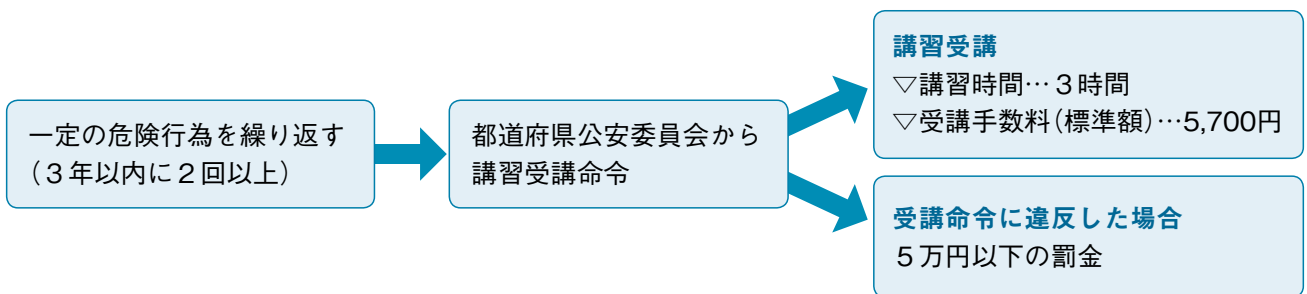 一定の危険行為を繰り返す
（３年以内に２回以上）
都道府県公安委員会から
講習受講命令
講習受講
▽講習時間…３時間
▽受講手数料（標準額）…5,700円
受講命令に違反した場合
５万円以下の罰金